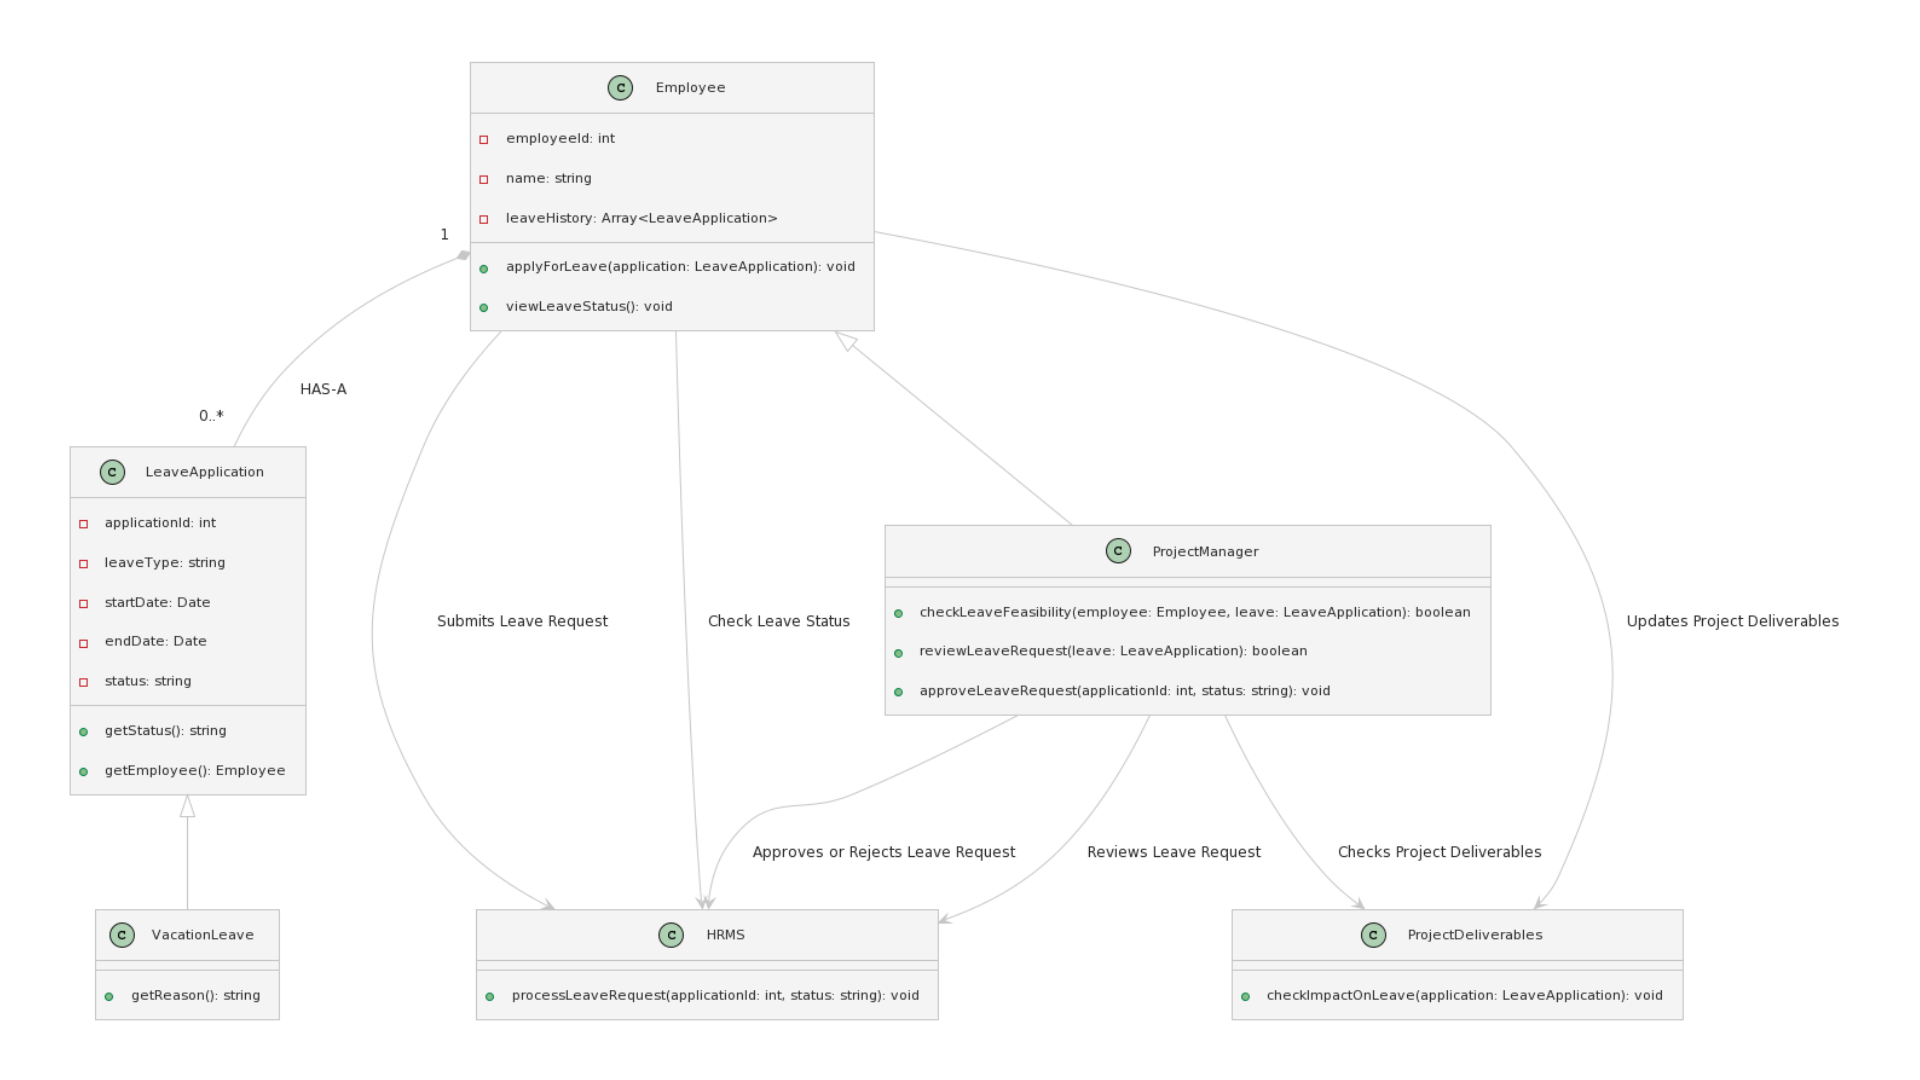 C Employee
employeeId: int
name: string
leaveHistory: Array<LeaveApplication>
applyForLeave(application: LeaveApplication): void
viewLeaveStatus(): void
1
HAS-A
0..*
C LeaveApplication
applicationId: int
leaveType: string
startDate: Date
endDate: Date
status: string
getStatus(): string
getEmployee(): Employee
C ProjectManager
checkLeaveFeasibility(employee: Employee, leave: LeaveApplication): boolean
reviewLeaveRequest(leave: LeaveApplication): boolean
approveLeaveRequest(applicationId: int, status: string): void
Submits Leave Request
Check Leave Status
Updates Project Deliverables
Approves or Rejects Leave Request
Reviews Leave Request
Checks Project Deliverables
C VacationLeave
getReason(): string
C HRMS
processLeaveRequest(applicationId: int, status: string): void
C ProjectDeliverables
checkImpactOnLeave(application: LeaveApplication): void